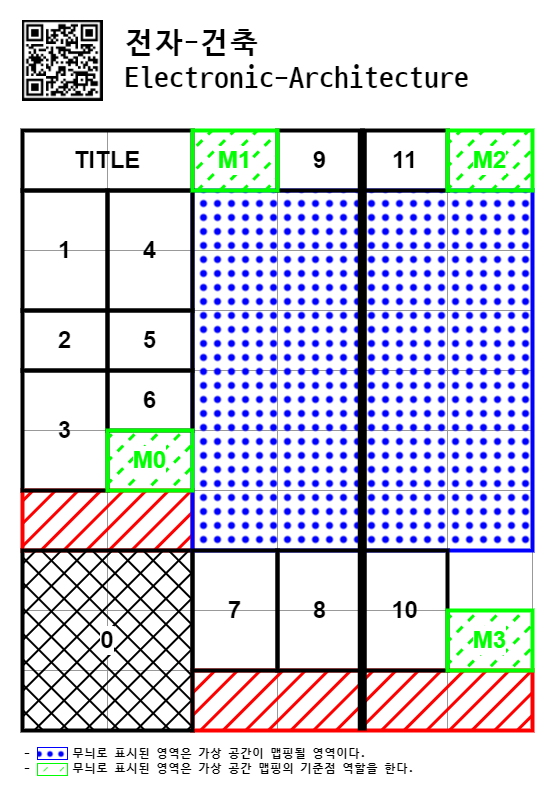 전자-건축
Electronic-Architecture
TITLE M1 9 11 M2
1 4
2 5
6
3
M0
7 8 10
0 M3
- 무늬로 표시된 영역은 가상 공간이 맵핑될 영역이다.
- 무늬로 표시된 영역은 가상 공간 맵핑의 기준점 역할을 한다.